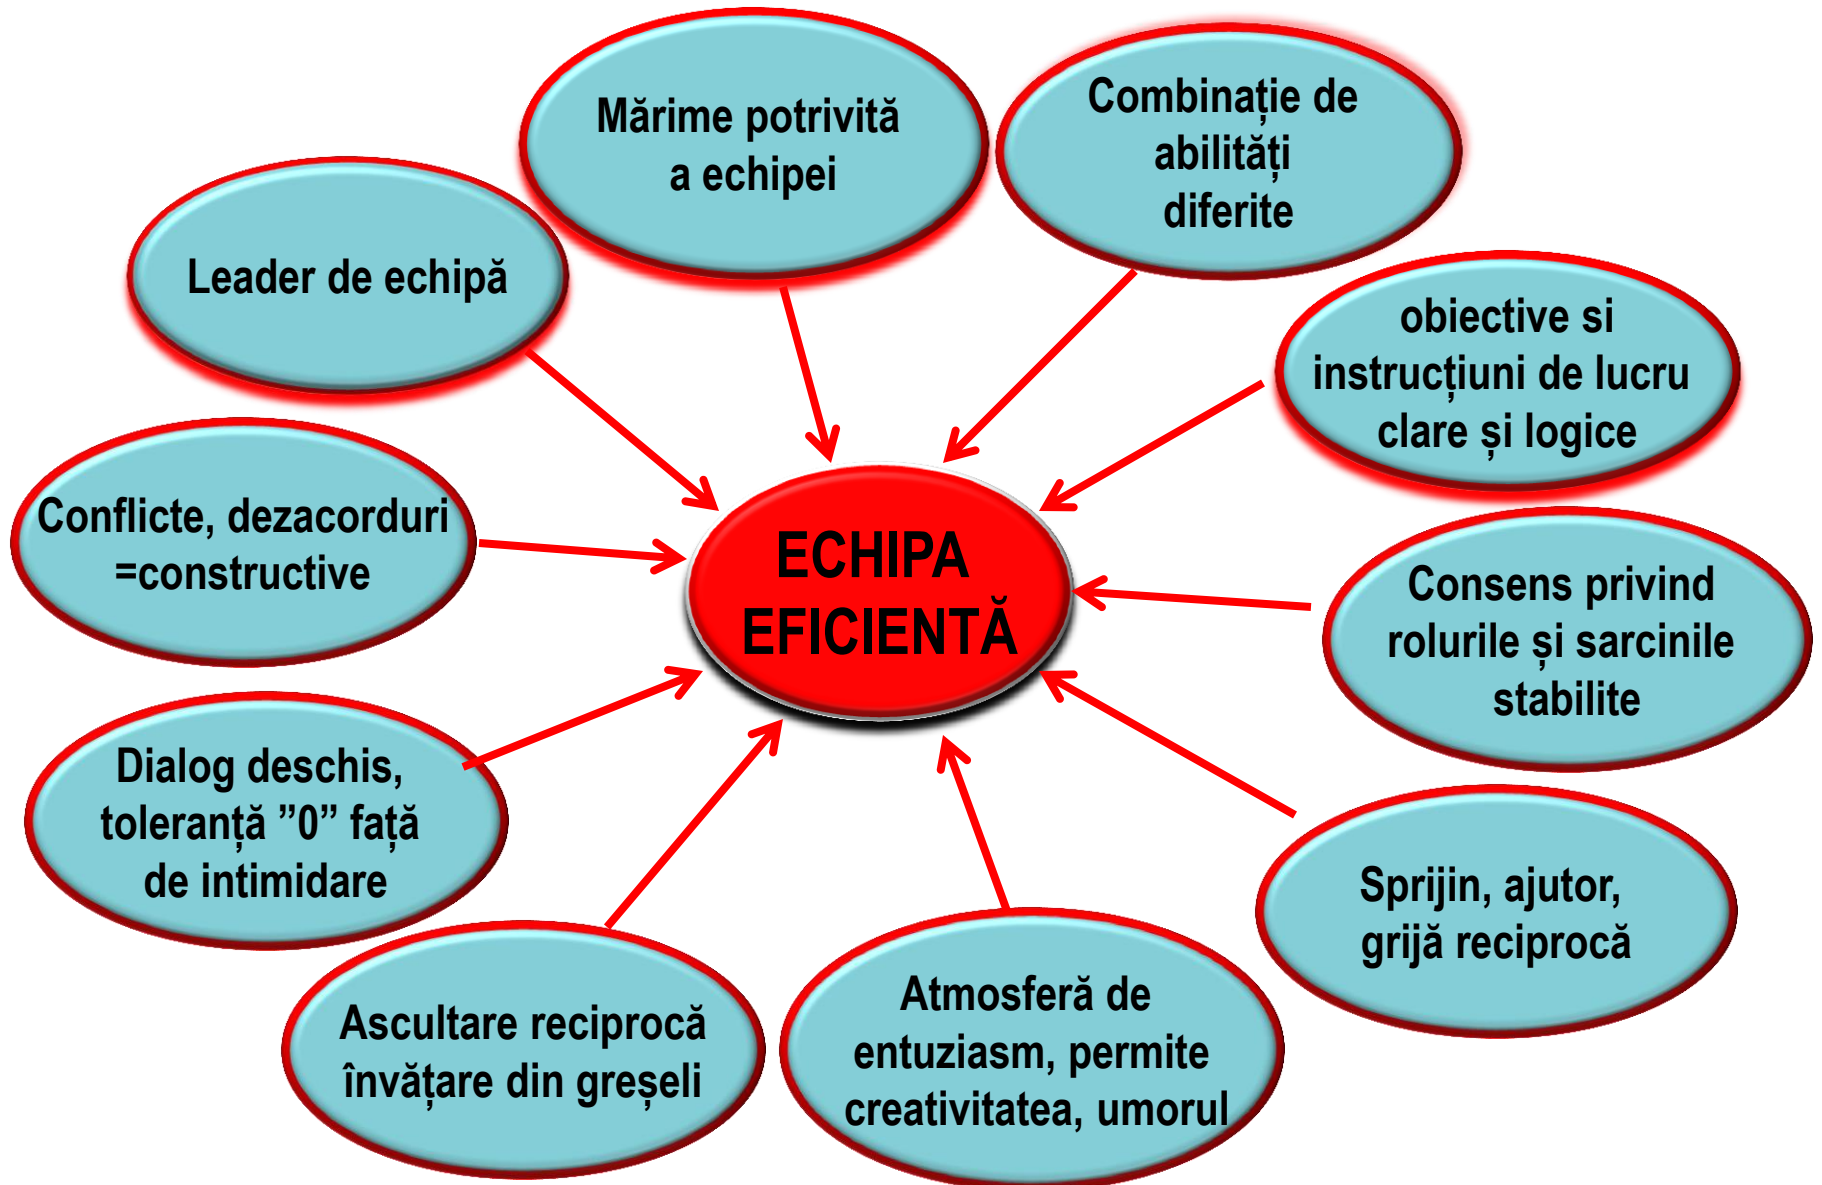 Mărime potrivită
a echipei
Combinație de
abilități
diferite
Leader de echipă
obiective si
instrucțiuni de lucru
clare și logice
Conflicte, dezacorduri
=constructive
ECHIPA
EFICIENTĂ
Consens privind
rolurile și sarcinile
stabilite
Dialog deschis,
toleranță ”0” față
de intimidare
Sprijin, ajutor,
grijă reciprocă
Ascultare reciprocă
învățare din greșeli
Atmosferă de
entuziasm, permite
creativitatea, umorul